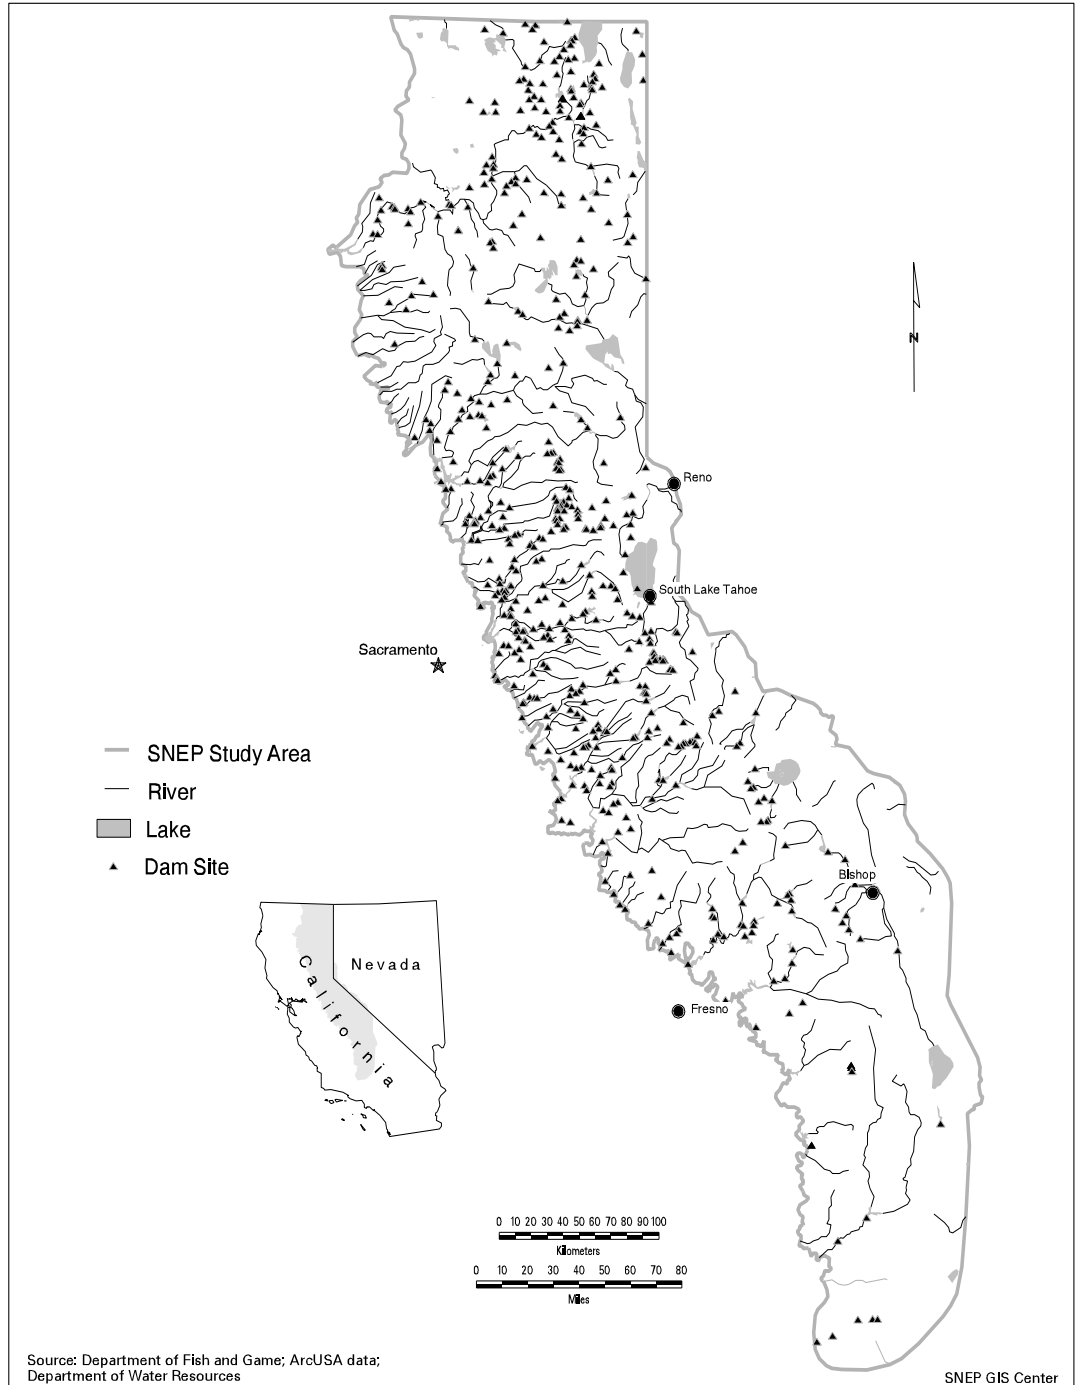 N
Reno
South Lake Tahoe
Sacramento
SNEP Study Area
River
Lake
Dam Site
Bishop
Nevada
California
Fresno
0 10 20 30 40 50 60 70 80 90 100
Kilometers
0 10 20 30 40 50 60 70 80
Miles
Source: Department of Fish and Game; ArcUSA data;
Department of Water Resources
SNEP GIS Center